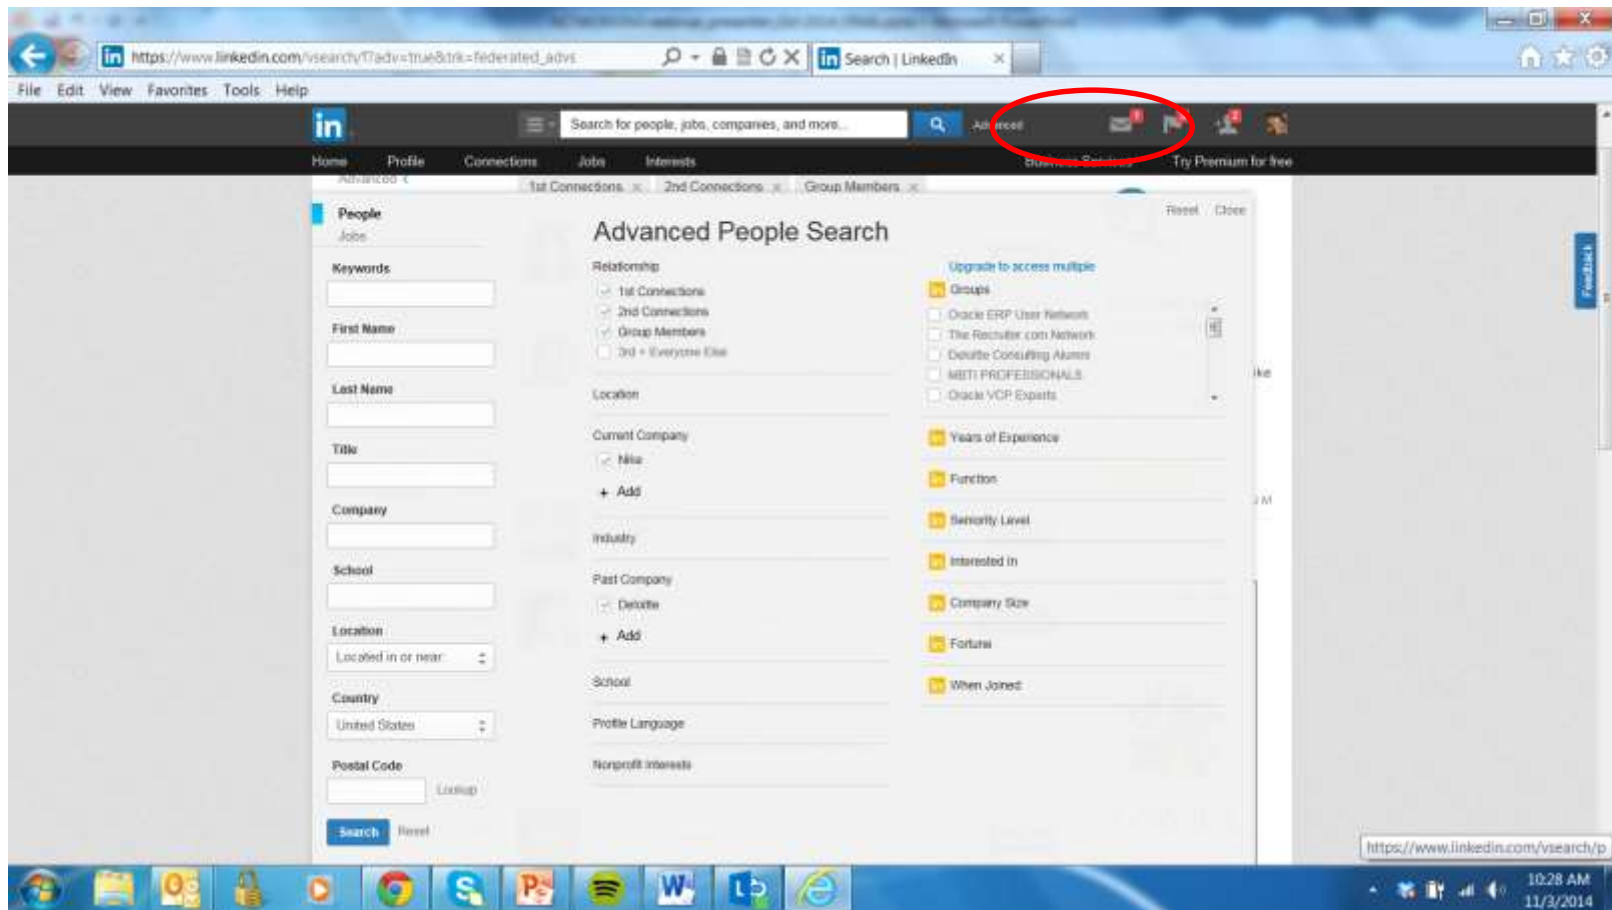 https://www.linkedin.com/vsearch/f?adv=true&trk=federated_advs
Search | LinkedIn
File Edit View Favorites Tools Help
in
Search for people, jobs, companies, and more...
Advanced
Home Profile Connections Jobs Interests Business Services Try Premium for free
Advanced
1st Connections × 2nd Connections × Group Members ×
People
Jobs
Reset Close
Advanced People Search
Keywords
First Name
Last Name
Title
Company
School
Location
Located in or near:
Country
United States
Postal Code
Lookup
Search Reset
Relationship
1st Connections
2nd Connections
Group Members
3rd + Everyone Else
Location
Current Company
Nike
+ Add
Industry
Past Company
Deloitte
+ Add
School
Profile Language
Nonprofit Interests
Upgrade to access multiple
Groups
Oracle ERP User Network
The Recruiter.com Network
Deloitte Consulting Alumni
MBTI PROFESSIONALS
Oracle VCP Experts
Years of Experience
Function
Seniority Level
Interested In
Company Size
Fortune
When Joined
Feedback
https://www.linkedin.com/vsearch/p
10:28 AM
11/3/2014